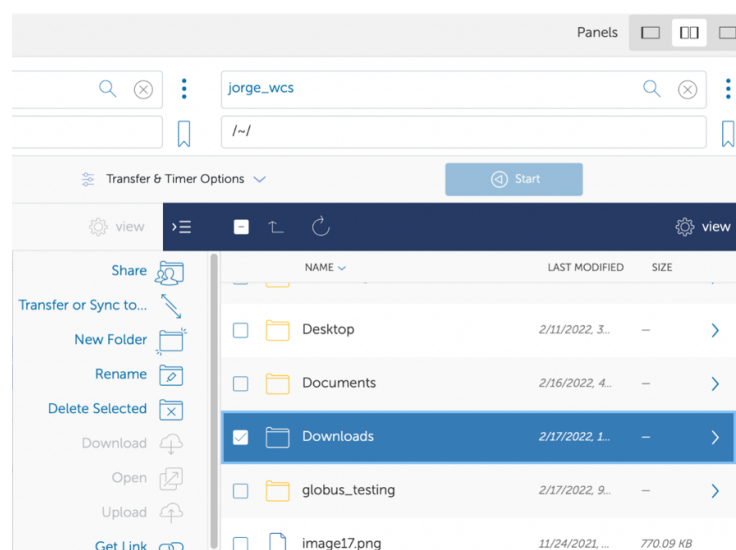 Panels
jorge_wcs
/~/
Transfer & Timer Options
Start
view
view
Share
Transfer or Sync to...
New Folder
Rename
Delete Selected
Download
Open
Upload
Get Link
NAME LAST MODIFIED SIZE
Desktop 2/11/2022, 3... —
Documents 2/16/2022, 4... —
Downloads 2/17/2022, 1... —
globus_testing 2/17/2022, 9... —
image17.png 11/24/2021, ... 770.09 KB